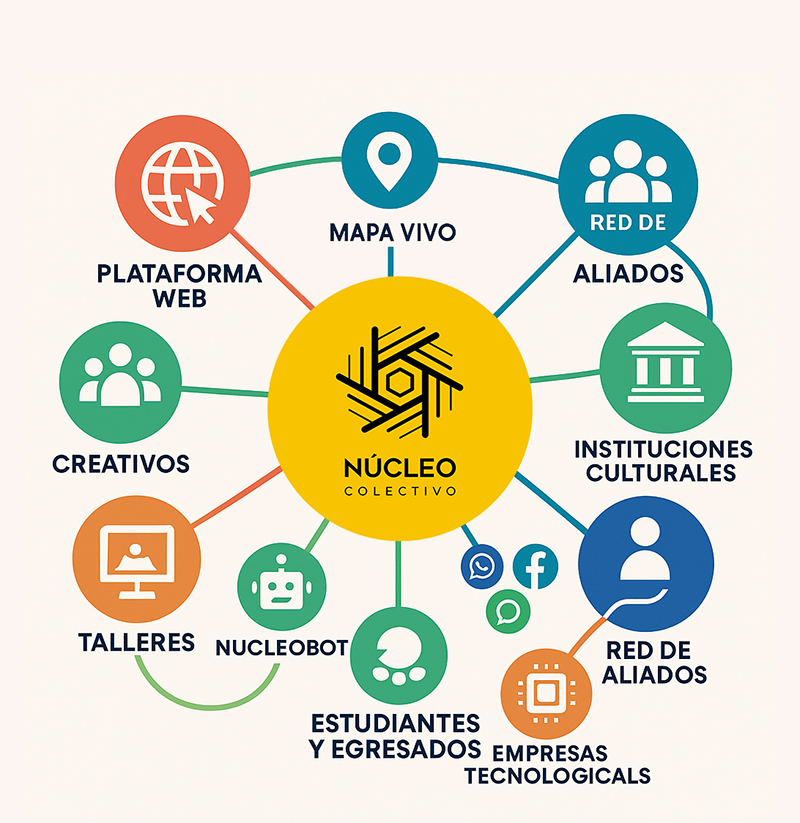 MAPA VIVO
RED DE
ALIADOS
PLATAFORMA
WEB
NÚCLEO
COLECTIVO
CREATIVOS
INSTITUCIONES
CULTURALES
TALLERES
NUCLEOBOT
RED DE
ALIADOS
ESTUDIANTES
Y EGRESADOS
EMPRESAS
TECNOLOGICALS